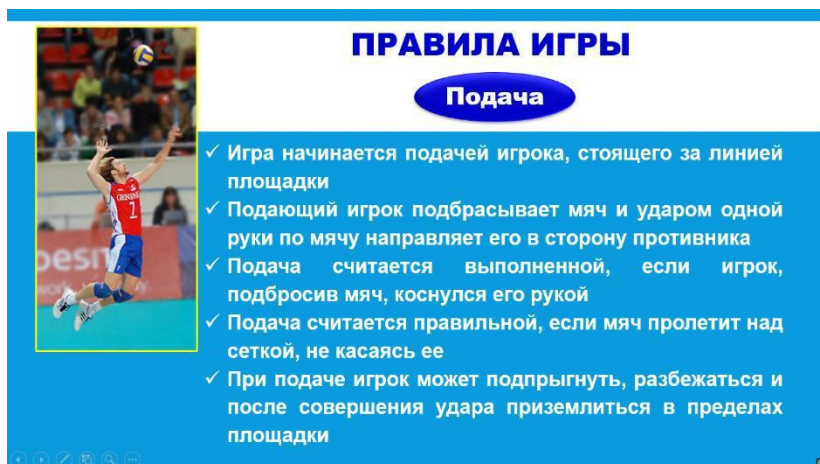 ПРАВИЛА ИГРЫ
Подача
✓ Игра начинается подачей игрока, стоящего за линией
площадки
✓ Подающий игрок подбрасывает мяч и ударом одной
руки по мячу направляет его в сторону противника
✓ Подача считается выполненной, если игрок,
подбросив мяч, коснулся его рукой
✓ Подача считается правильной, если мяч пролетит над
сеткой, не касаясь ее
✓ При подаче игрок может подпрыгнуть, разбежаться и
после совершения удара приземлиться в пределах
площадки
7